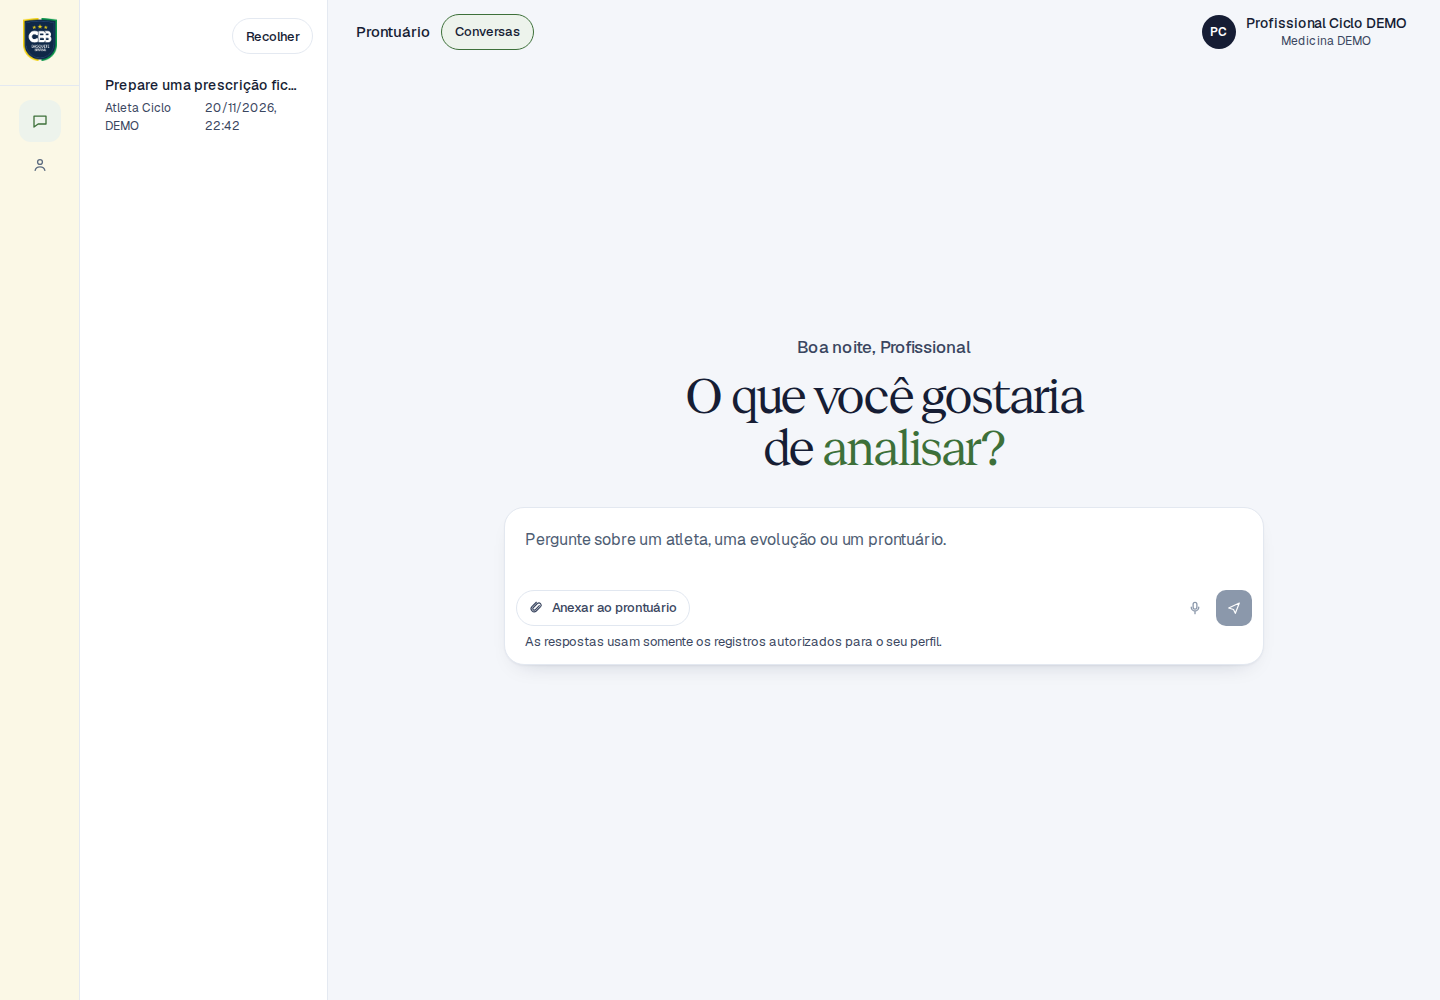 CBB
Recolher
Prepare uma prescrição fic...
Atleta Ciclo DEMO
20/11/2026, 22:42
Prontuário
Conversas
PC
Profissional Ciclo DEMO
Medicina DEMO
Boa noite, Profissional
O que você gostaria
de analisar?
Pergunte sobre um atleta, uma evolução ou um prontuário.
Anexar ao prontuário
As respostas usam somente os registros autorizados para o seu perfil.